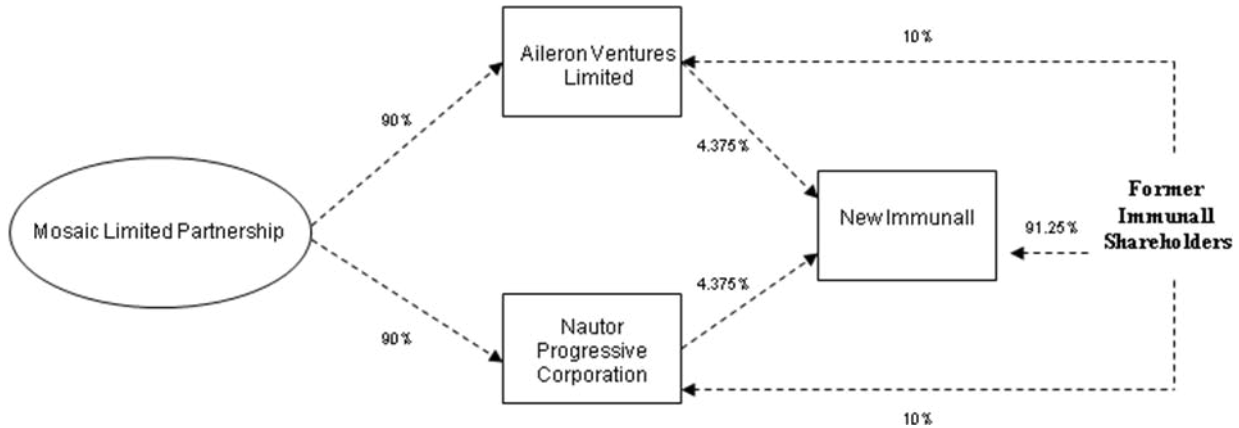 Aileron Ventures
Limited
10%
90%
4.375%
Mosaic Limited Partnership
New Immunall
Former
Immunall
Shareholders
91.25%
4.375%
90%
Nautor
Progressive
Corporation
10%